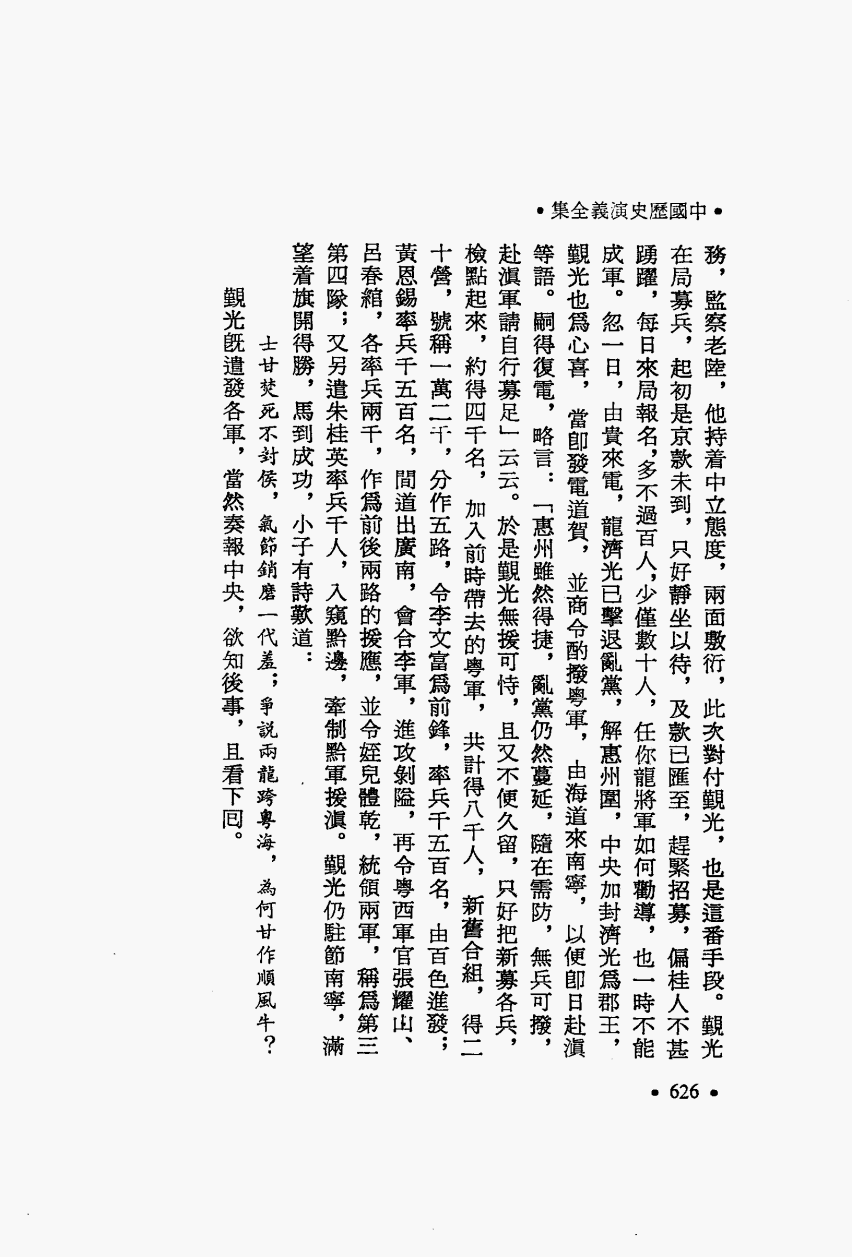 •中國歷史演義全集•
務，監察老陸，他持着中立態度，兩面敷衍，此次對付覲光，也是這番手段。覲光
在局募兵，起初是京款未到，只好靜坐以待，及款已匯至，趕緊招募，偏桂人不甚
踴躍，每日來局報名，多不過百人，少僅數十人，任你龍將軍如何勸導，也一時不能
成軍。忽一日，由貴來電，龍濟光已擊退亂黨，解惠州圍，中央加封濟光爲郡王，
覲光也爲心喜，當卽發電道賀，並商令酌撥粵軍，由海道來南寧，以便卽日赴滇
等語。嗣得復電，略言：「惠州雖然得捷，亂黨仍然蔓延，隨在需防，無兵可撥，
赴滇軍請自行募足」云云。於是覲光無援可恃，且又不便久留，只好把新募各兵，
檢點起來，約得四千名，加入前時帶去的粵軍，共計得八千人，新舊合組，得二
十營，號稱一萬二千，分作五路，令李文富爲前鋒，率兵千五百名，由百色進發；
黃恩錫率兵千五百名，間道出廣南，會合李軍，進攻剝隘，再令粵西軍官張耀山、
呂春綰，各率兵兩千，作爲前後兩路的援應，並令姪兒體乾，統領兩軍，稱爲第三
第四隊；又另遣朱桂英率兵千人，入窺黔邊，牽制黔軍援滇。覲光仍駐節南寧，滿
望着旗開得勝，馬到成功，小子有詩歎道：
士甘焚死不封侯，氣節銷磨一代羞；爭說兩龍跨粵海，為何甘作順風牛？
覲光旣遣發各軍，當然奏報中央，欲知後事，且看下囘。
•626•